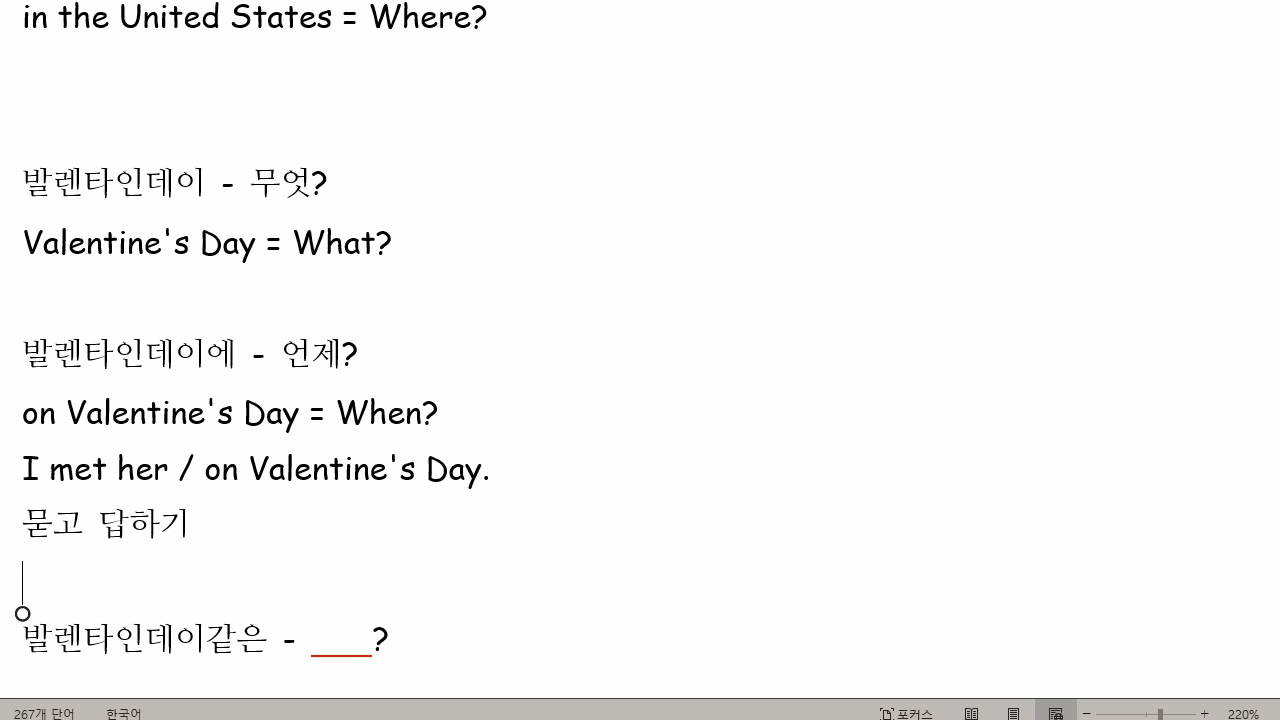 in the United States = Where?
발렌타인데이 - 무엇?
Valentine's Day = What?
발렌타인데이에 - 언제?
on Valentine's Day = When?
I met her / on Valentine's Day.
묻고 답하기
발렌타인데이같은 - ____?
267개 단어 한국어 포커스 220%